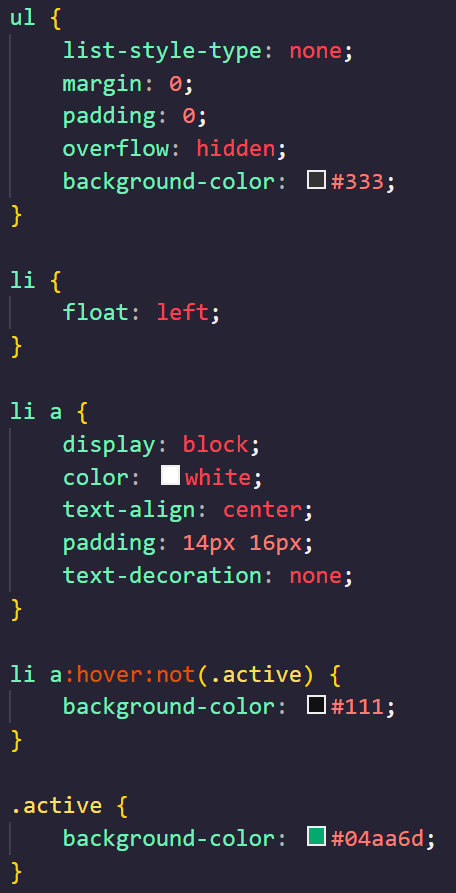 ul {
    list-style-type: none;
    margin: 0;
    padding: 0;
    overflow: hidden;
    background-color: #333;
}

li {
    float: left;
}

li a {
    display: block;
    color: white;
    text-align: center;
    padding: 14px 16px;
    text-decoration: none;
}

li a:hover:not(.active) {
    background-color: #111;
}

.active {
    background-color: #04aa6d;
}